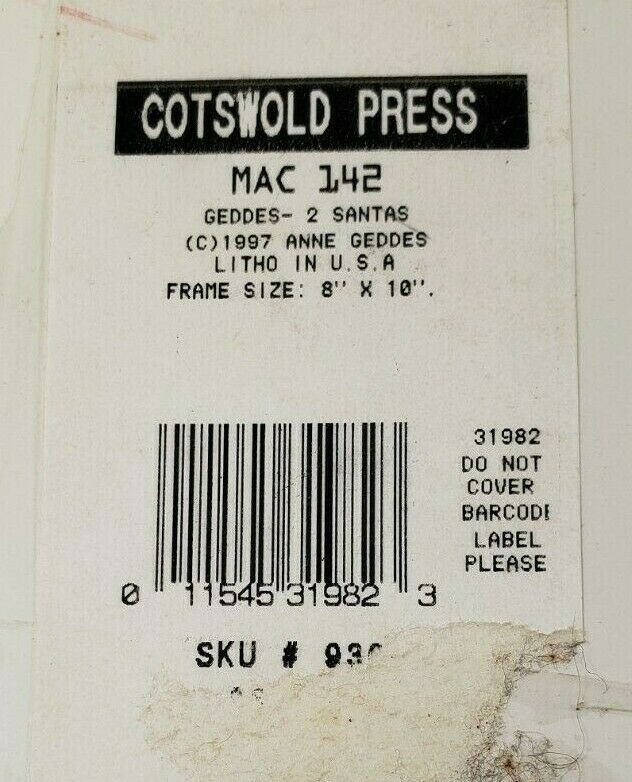 COTSWOLD PRESS
MAC 142
GEDDES- 2 SANTAS
(C)1997 ANNE GEDDES
LITHO IN U.S.A
FRAME SIZE: 8" X 10".
31982
DO NOT
COVER
BARCODE
LABEL
PLEASE
0 11545 31982 3
SKU #